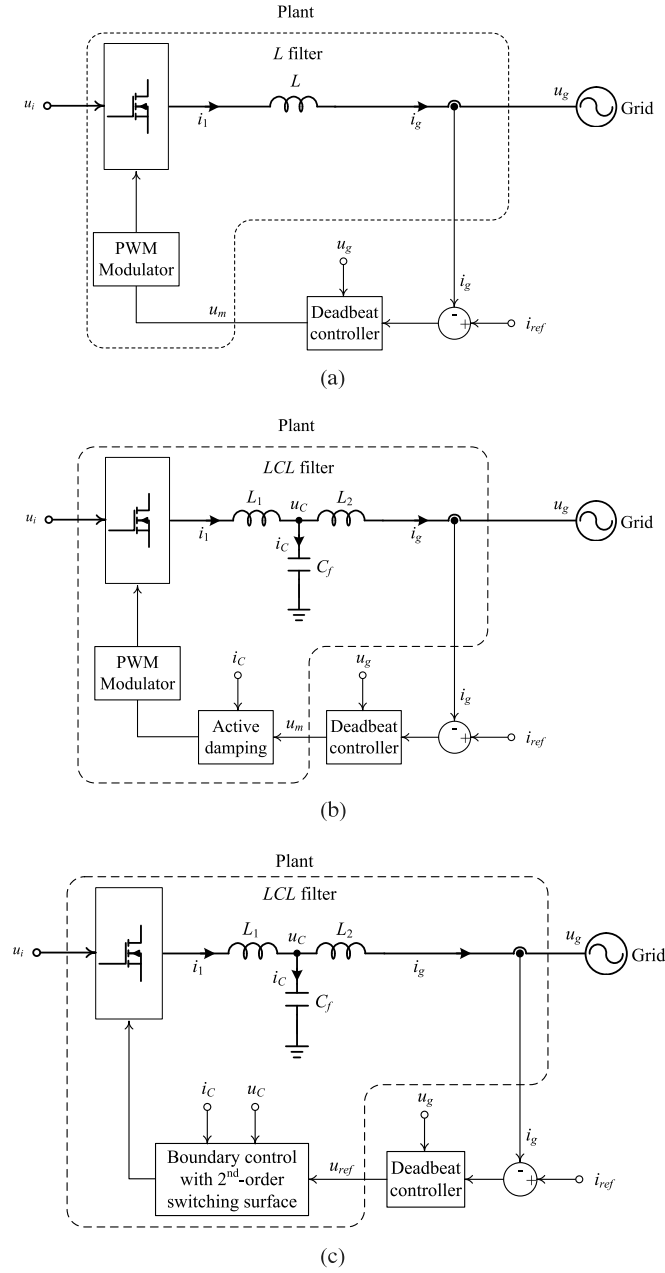 Plant
L filter
L
u_i
i_1
i_g
u_g
Grid
PWM
Modulator
u_g
i_g
u_m
Deadbeat
controller
-
+
i_ref
(a)
Plant
LCL filter
L_1
u_C
L_2
u_i
i_1
i_C
i_g
u_g
Grid
C_f
PWM
Modulator
i_C
u_g
i_g
Active
damping
u_m
Deadbeat
controller
-
+
i_ref
(b)
Plant
LCL filter
L_1
u_C
L_2
u_i
i_1
i_C
i_g
u_g
Grid
C_f
i_C
u_C
u_g
i_g
Boundary control
with 2nd-order
switching surface
u_ref
Deadbeat
controller
-
+
i_ref
(c)